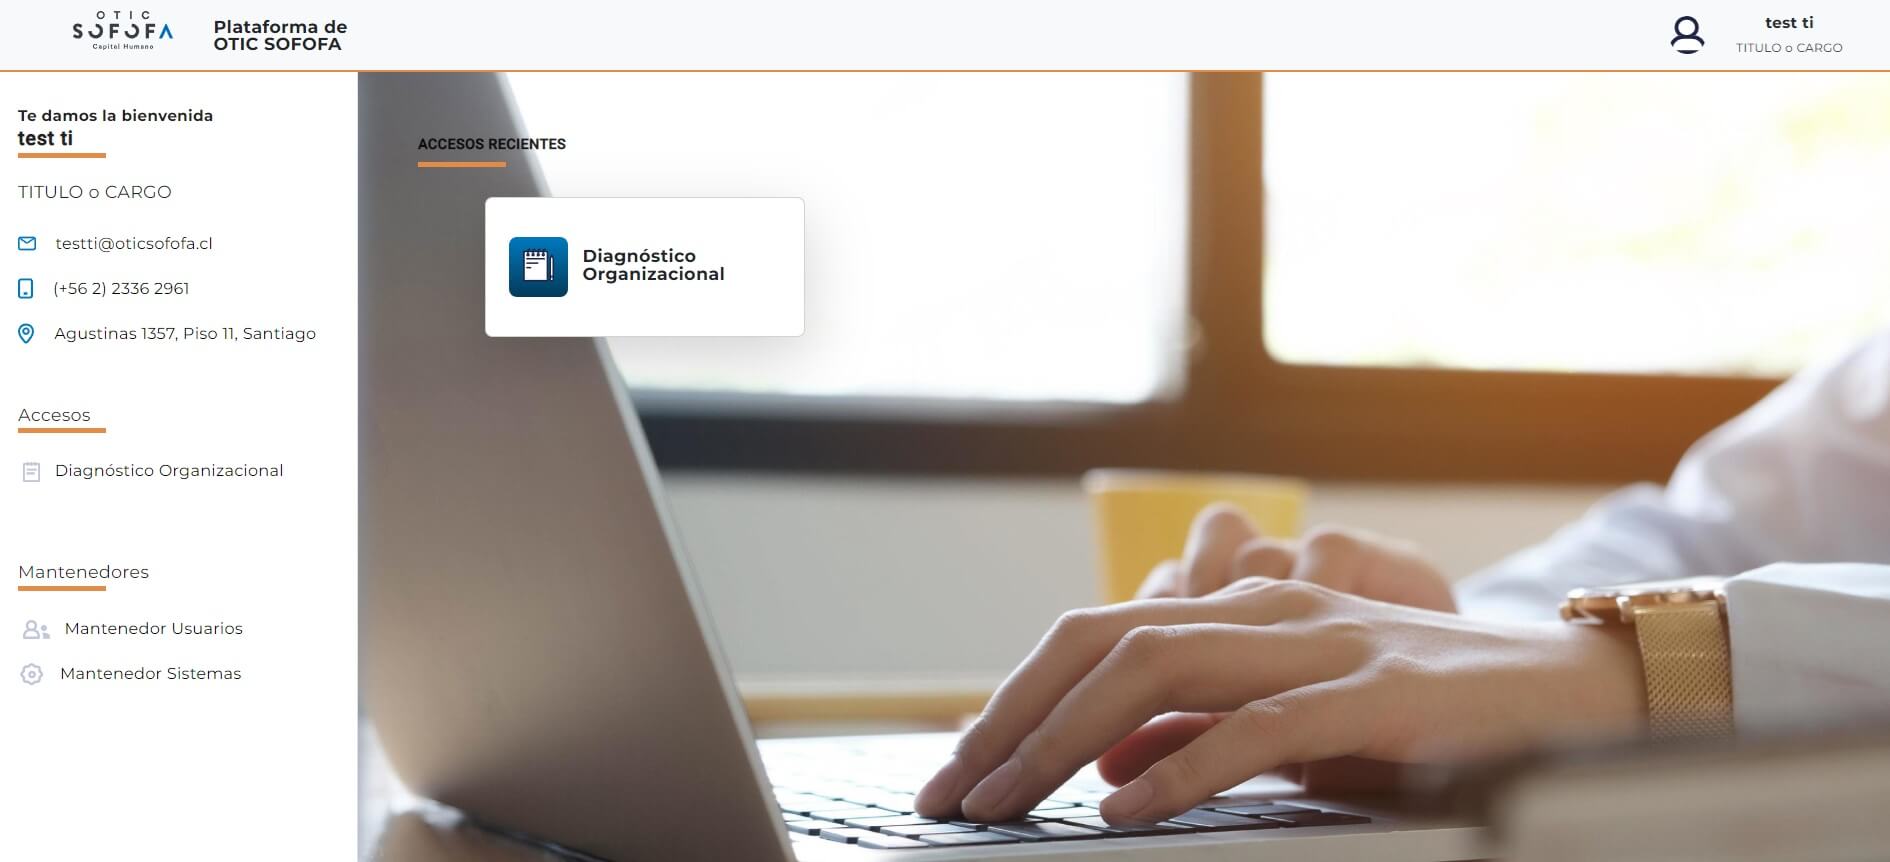 OTIC
SOFOFA
Capital Humano
Plataforma de
OTIC SOFOFA
test ti
TITULO o CARGO
Te damos la bienvenida
test ti
TITULO o CARGO
testti@oticsofofa.cl
(+56 2) 2336 2961
Agustinas 1357, Piso 11, Santiago
Accesos
Diagnóstico Organizacional
Mantenedores
Mantenedor Usuarios
Mantenedor Sistemas
ACCESOS RECIENTES
Diagnóstico
Organizacional